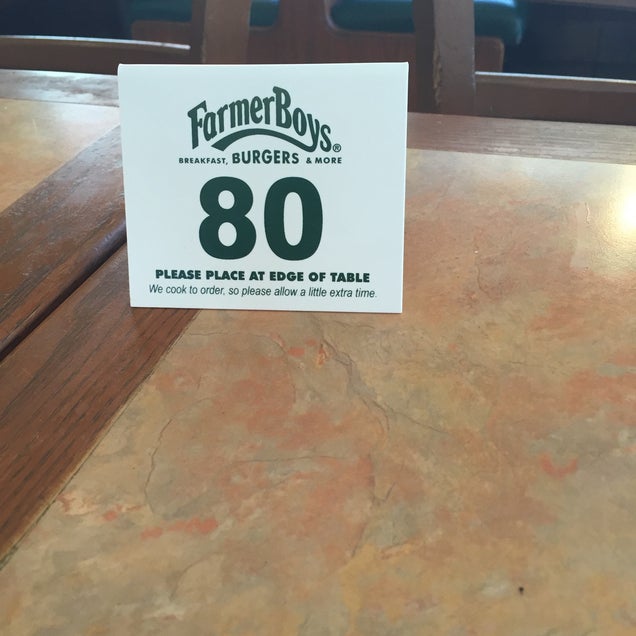 FarmerBoys®
BREAKFAST, BURGERS & MORE
80
PLEASE PLACE AT EDGE OF TABLE
We cook to order, so please allow a little extra time.